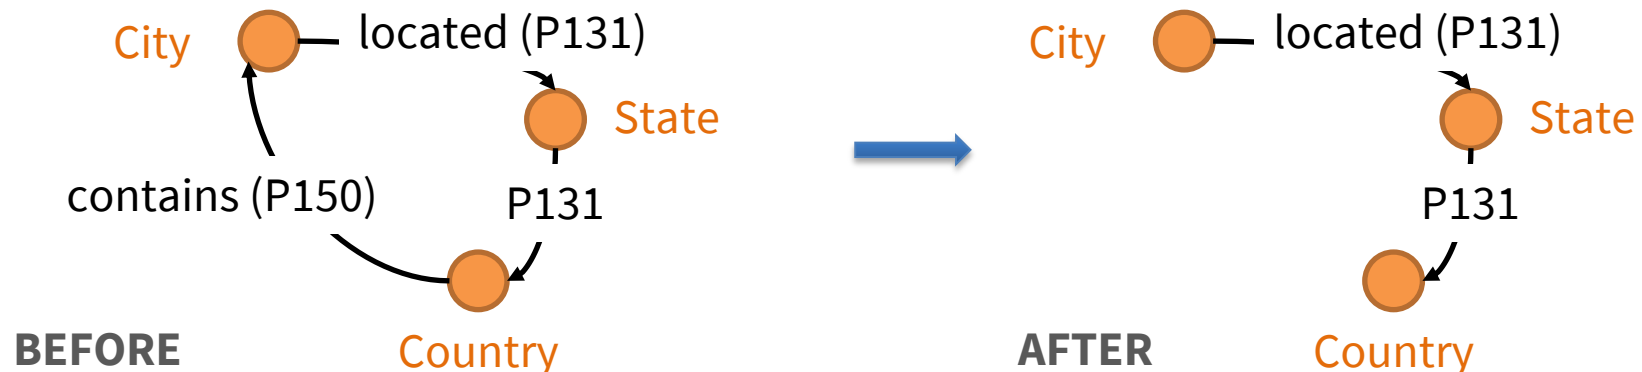 City
located (P131)
State
contains (P150)
P131
BEFORE
Country
City
located (P131)
State
P131
AFTER
Country